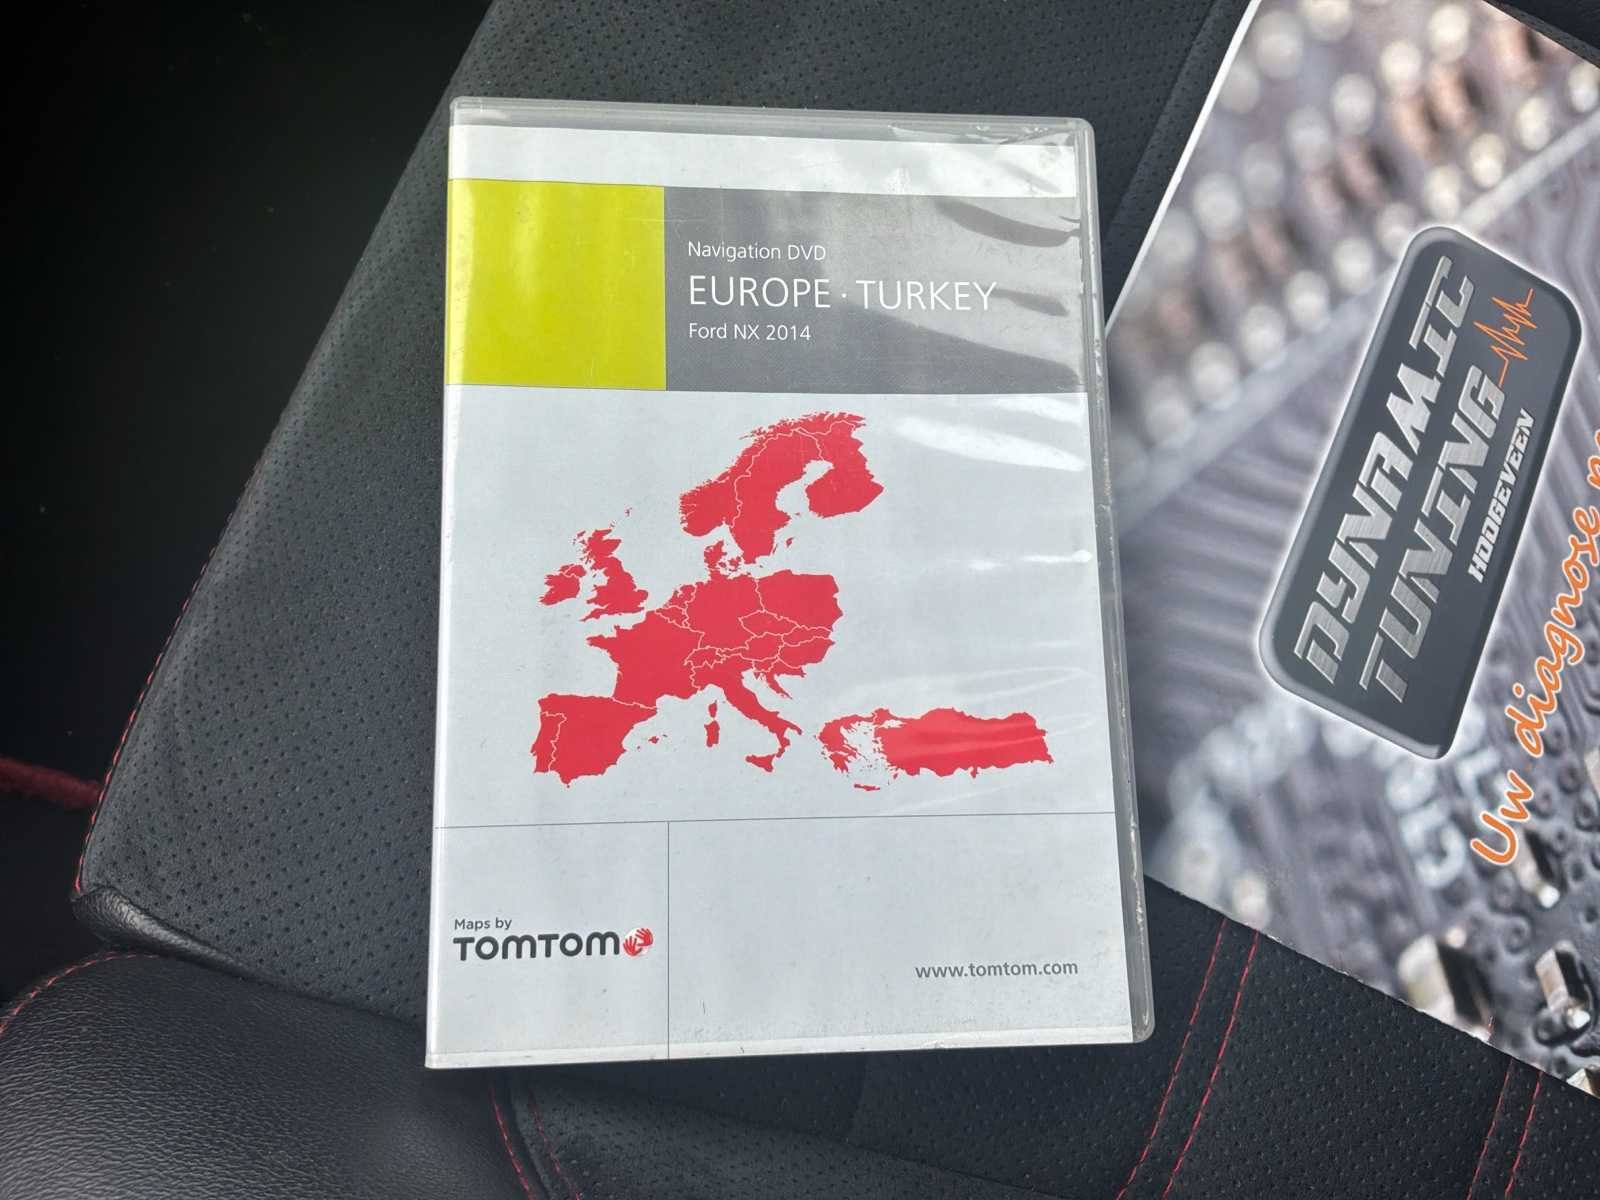 Navigation DVD
EUROPE · TURKEY
Ford NX 2014
Maps by
TOMTOM
www.tomtom.com
DYNAMIC
TUNING
HOOGEVEEN
Uw diagnose